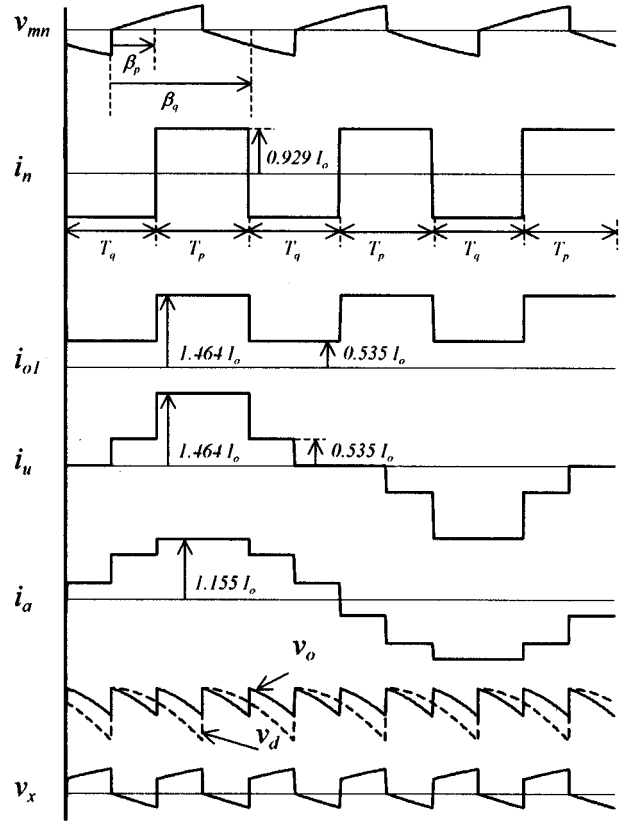 v_mn
β_p
β_q
i_n
0.929 I_o
T_q T_p T_q T_p T_q T_p
i_o1
1.464 I_o
0.535 I_o
i_u
1.464 I_o
0.535 I_o
i_a
1.155 I_o
v_o
v_d
v_x